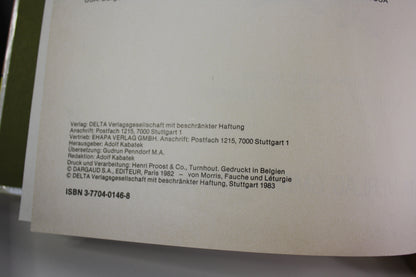 Verlag: DELTA Verlagsgesellschaft mit beschränkter Haftung
Anschrift: Postfach 1215, 7000 Stuttgart 1
Vertrieb: EHAPA VERLAG GMBH. Anschrift: Postfach 1215, 7000 Stuttgart 1
Herausgeber: Adolf Kabatek
Übersetzung: Gudrun Penndorf M.A.
Redaktion: Adolf Kabatek
Druck und Verarbeitung: Henri Proost & Co., Turnhout. Gedruckt in Belgien
© DARGAUD S.A., EDITEUR, Paris 1982 – von Morris, Fauche und Léturgie
© DELTA Verlagsgesellschaft mit beschränkter Haftung, Stuttgart 1983
ISBN 3-7704-0146-8